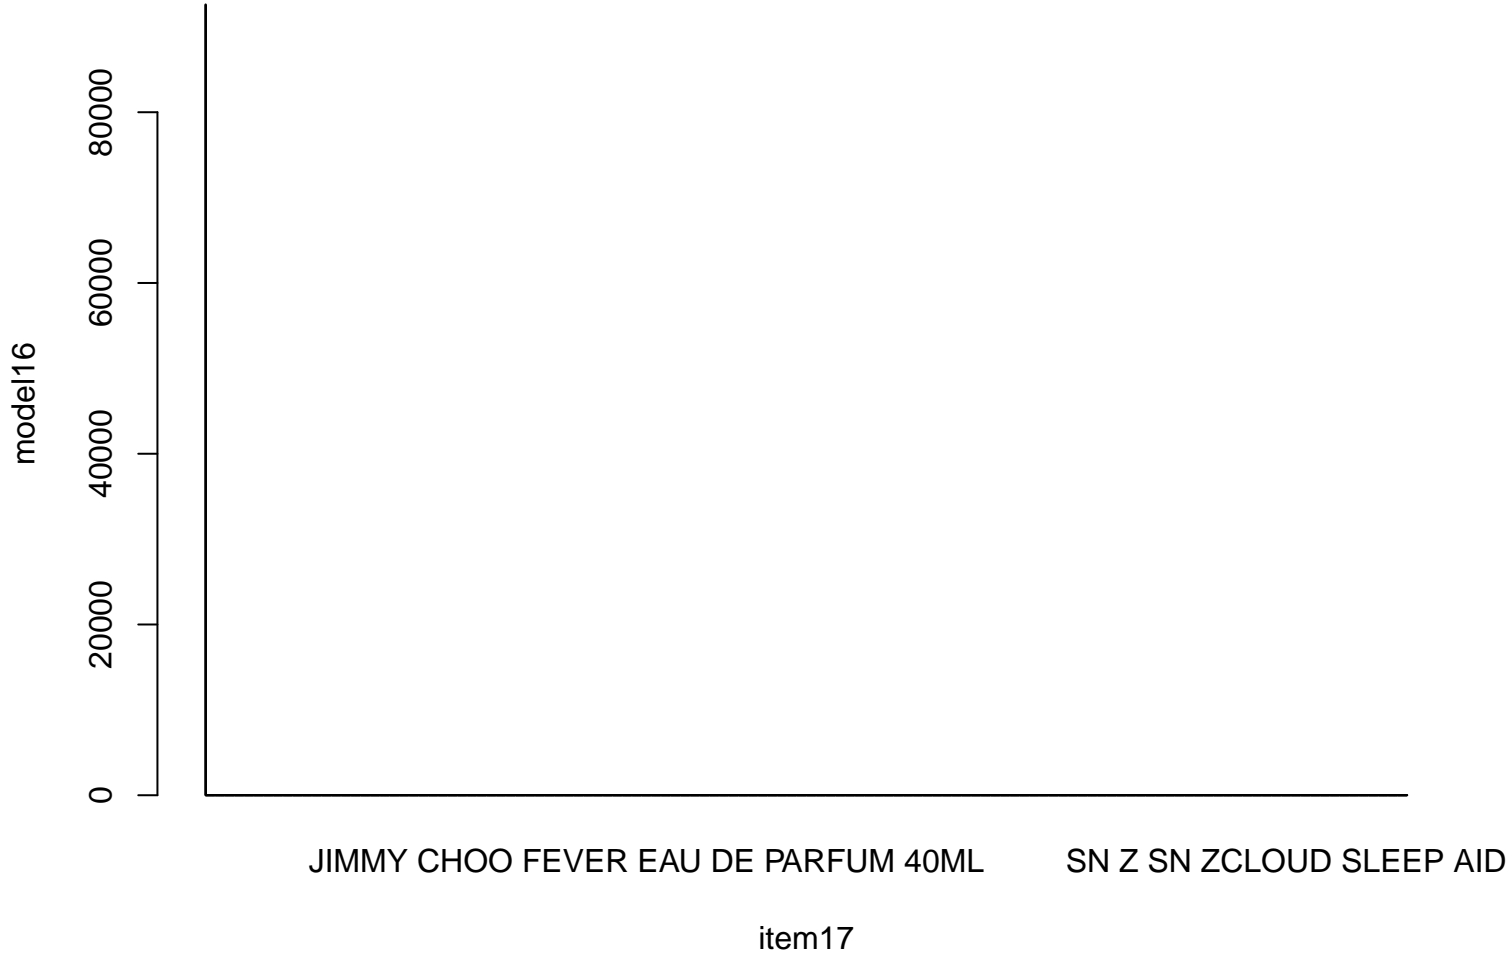 80000
60000
40000
20000
0
model16
JIMMY CHOO FEVER EAU DE PARFUM 40ML
SN Z SN ZCLOUD SLEEP AID
item17